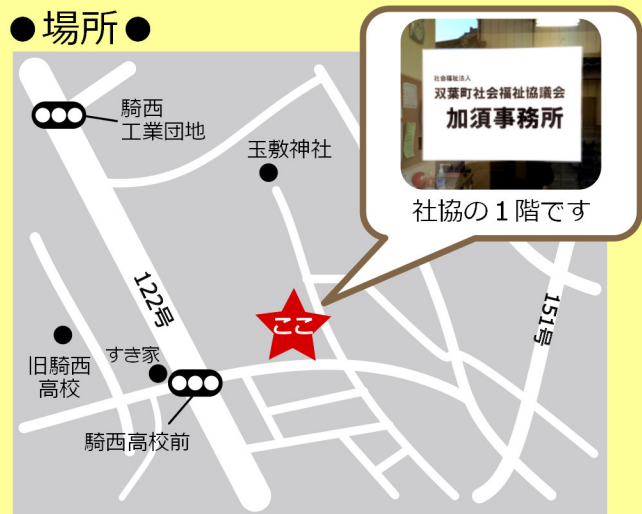 ●場所●
社会福祉法人
双葉町社会福祉協議会
加須事務所
社協の１階です
騎西
工業団地
玉敷神社
122号
151号
ここ
旧騎西
高校
すき家
騎西高校前